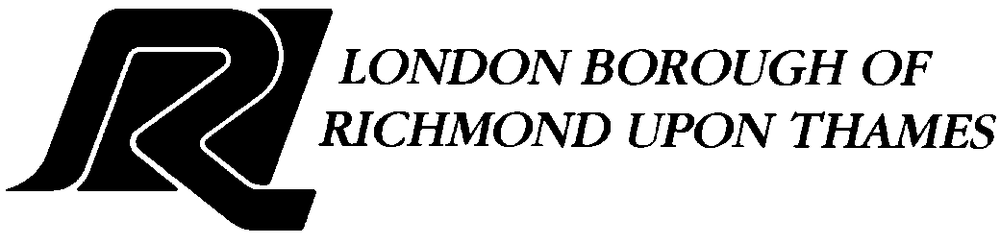 LONDON BOROUGH OF
RICHMOND UPON THAMES